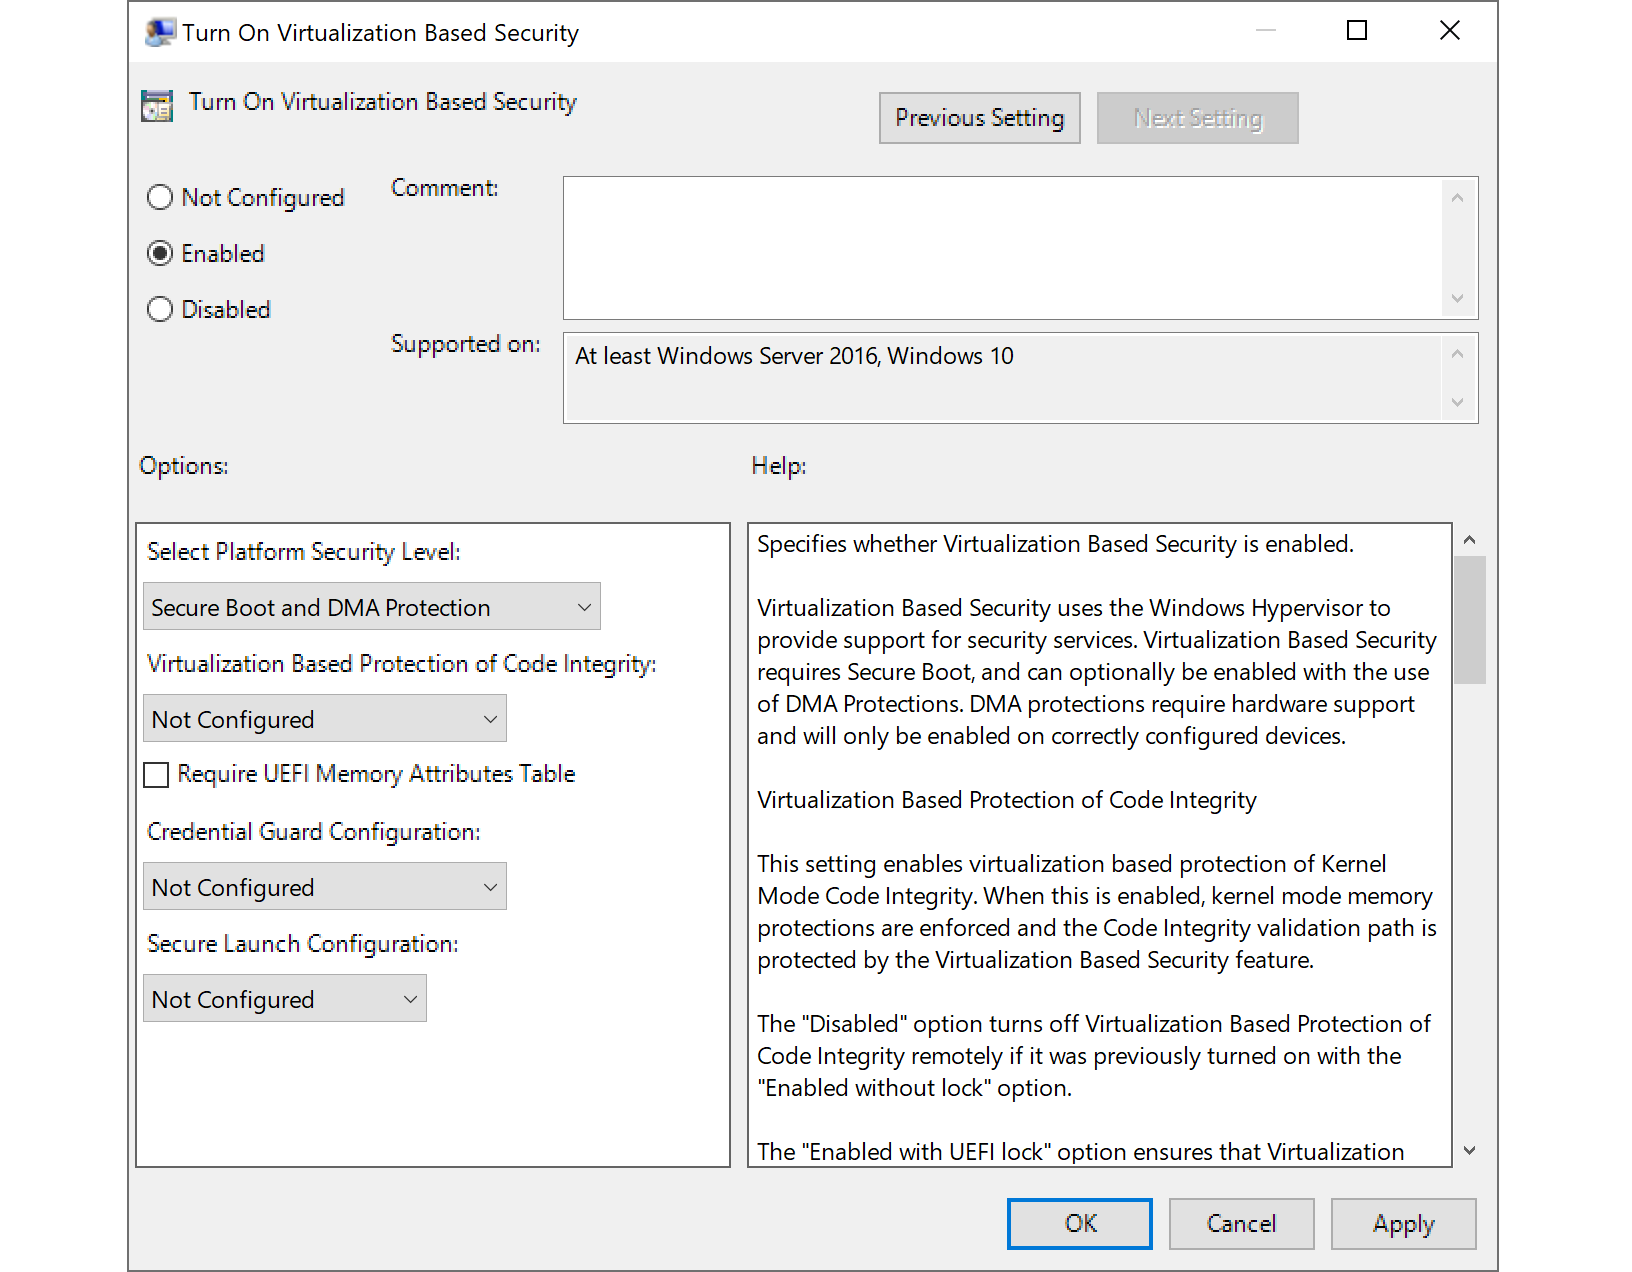 Turn On Virtualization Based Security
Turn On Virtualization Based Security
Previous Setting
Next Setting
Not Configured
Enabled
Disabled
Comment:
Supported on:
At least Windows Server 2016, Windows 10
Options:
Help:
Select Platform Security Level:
Secure Boot and DMA Protection
Virtualization Based Protection of Code Integrity:
Not Configured
Require UEFI Memory Attributes Table
Credential Guard Configuration:
Not Configured
Secure Launch Configuration:
Not Configured
Specifies whether Virtualization Based Security is enabled.
Virtualization Based Security uses the Windows Hypervisor to
provide support for security services. Virtualization Based Security
requires Secure Boot, and can optionally be enabled with the use
of DMA Protections. DMA protections require hardware support
and will only be enabled on correctly configured devices.
Virtualization Based Protection of Code Integrity
This setting enables virtualization based protection of Kernel
Mode Code Integrity. When this is enabled, kernel mode memory
protections are enforced and the Code Integrity validation path is
protected by the Virtualization Based Security feature.
The "Disabled" option turns off Virtualization Based Protection of
Code Integrity remotely if it was previously turned on with the
"Enabled without lock" option.
The "Enabled with UEFI lock" option ensures that Virtualization
OK
Cancel
Apply